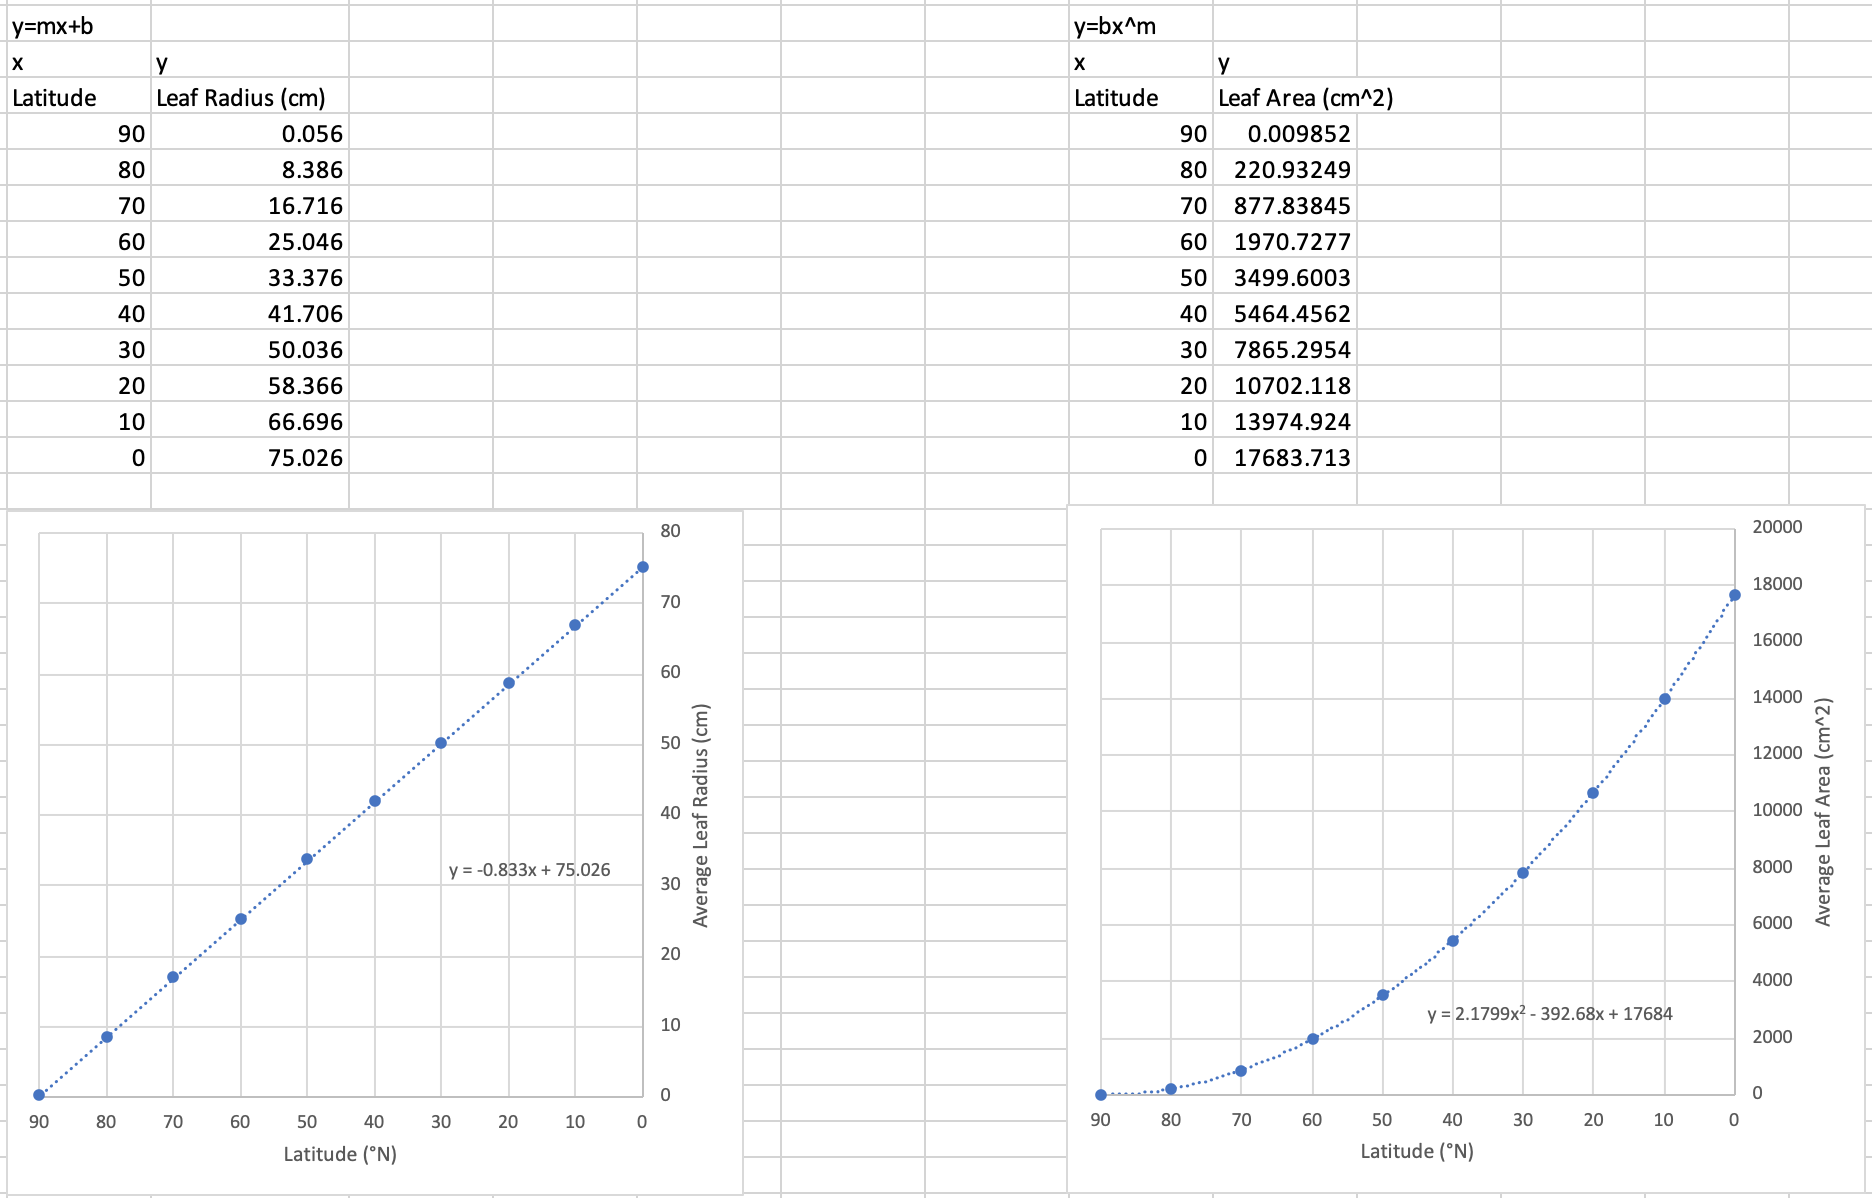 y=mx+b
x y
Latitude Leaf Radius (cm)
90 0.056
80 8.386
70 16.716
60 25.046
50 33.376
40 41.706
30 50.036
20 58.366
10 66.696
0 75.026
y=bx^m
x y
Latitude Leaf Area (cm^2)
90 0.009852
80 220.93249
70 877.83845
60 1970.7277
50 3499.6003
40 5464.4562
30 7865.2954
20 10702.118
10 13974.924
0 17683.713
80
70
60
50
40
30
20
10
0
Average Leaf Radius (cm)
y = -0.833x + 75.026
90 80 70 60 50 40 30 20 10 0
Latitude (°N)
20000
18000
16000
14000
12000
10000
8000
6000
4000
2000
0
Average Leaf Area (cm^2)
y = 2.1799x² - 392.68x + 17684
90 80 70 60 50 40 30 20 10 0
Latitude (°N)